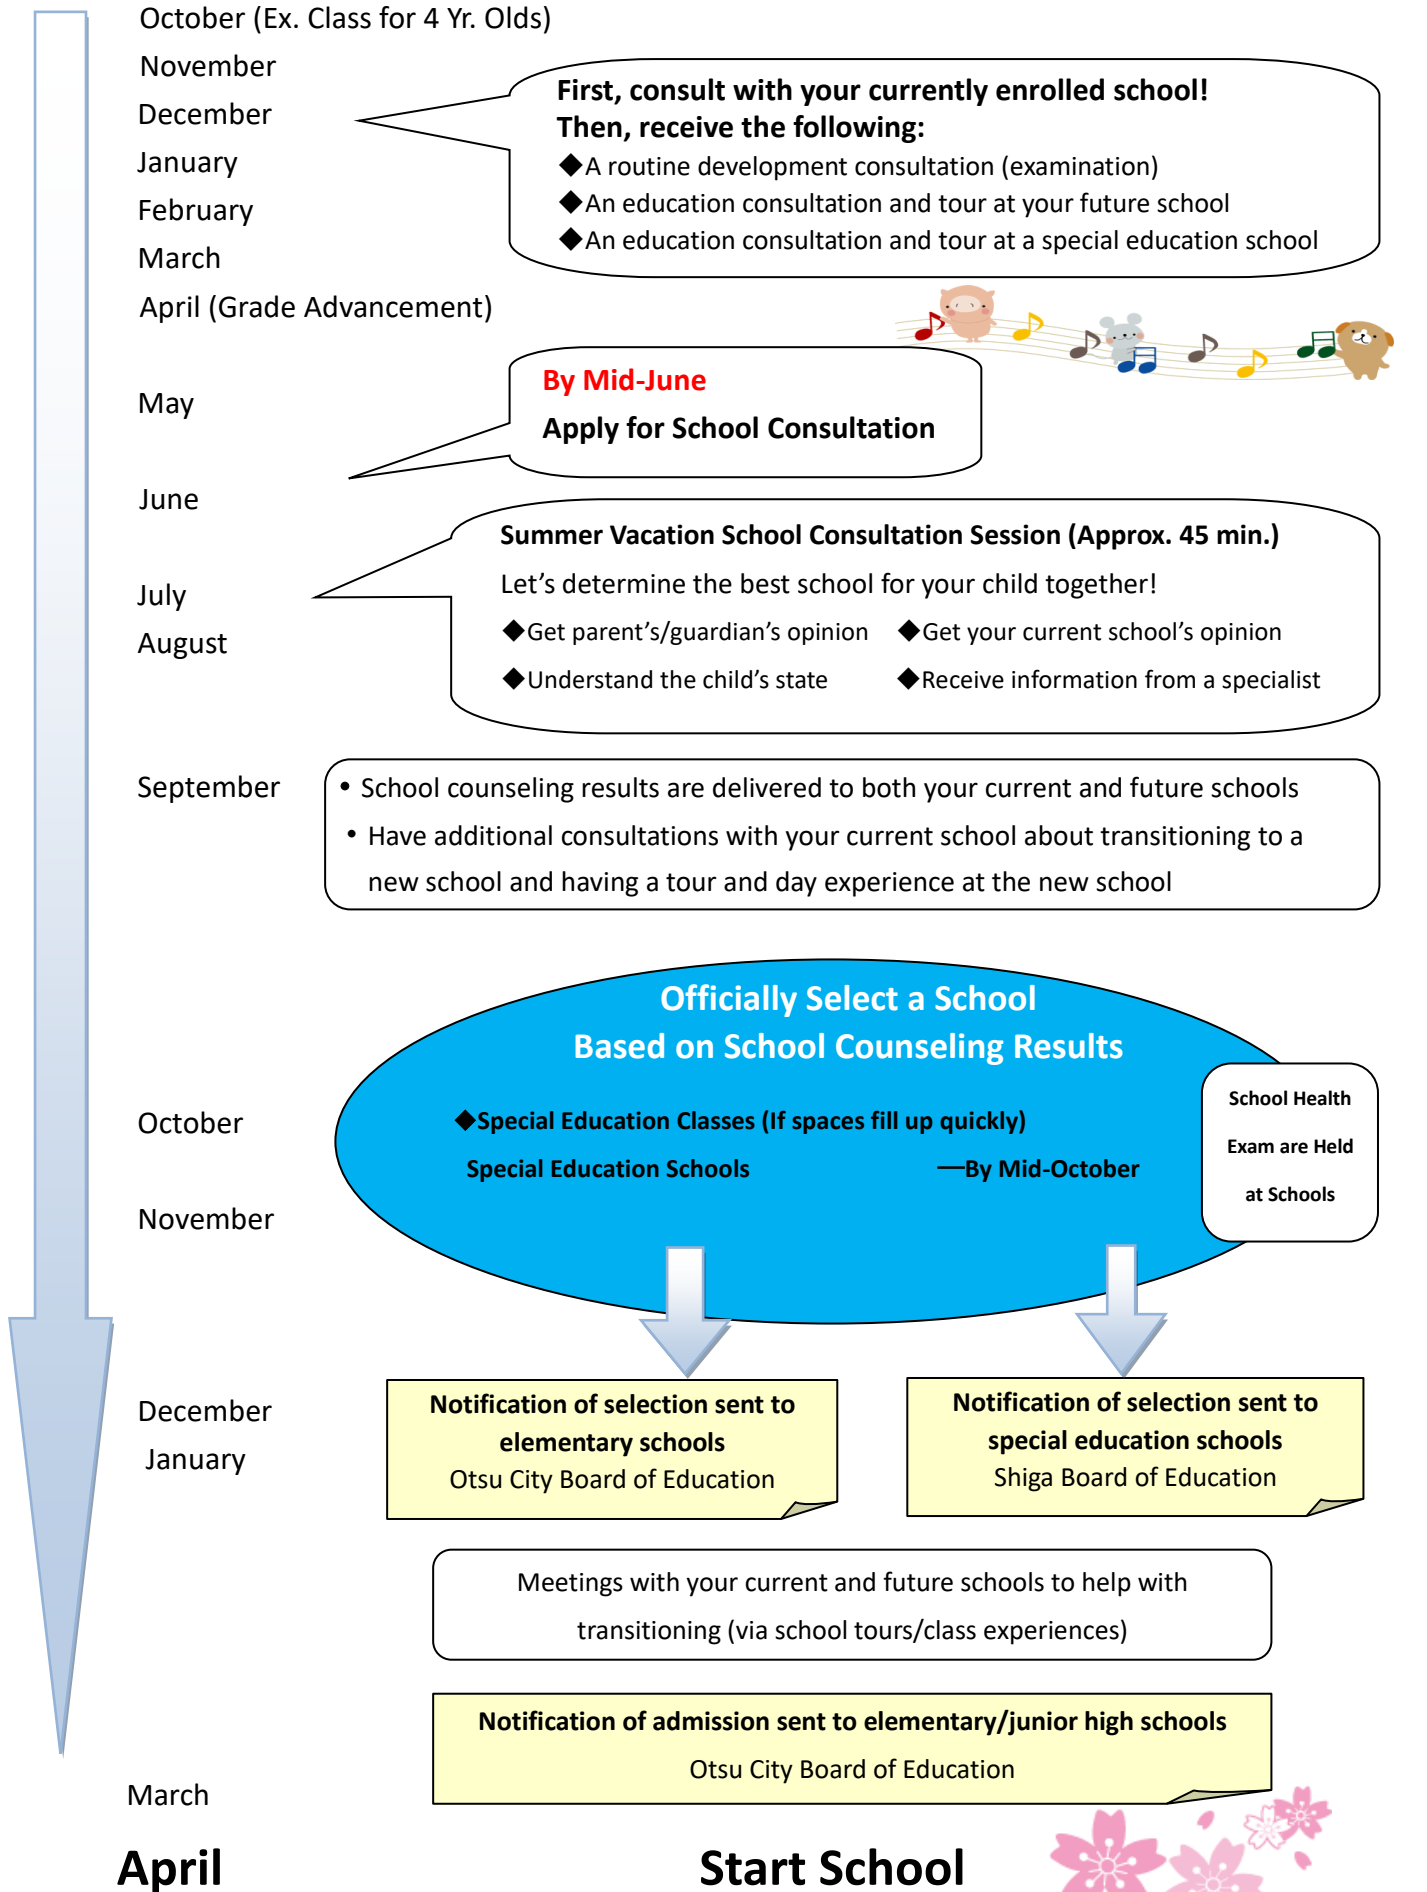 October (Ex. Class for 4 Yr. Olds)
November
December
January
February
March
April (Grade Advancement)
First, consult with your currently enrolled school!
Then, receive the following:
◆A routine development consultation (examination)
◆An education consultation and tour at your future school
◆An education consultation and tour at a special education school
May
By Mid-June
Apply for School Consultation
June
July
August
Summer Vacation School Consultation Session (Approx. 45 min.)
Let's determine the best school for your child together!
◆Get parent's/guardian's opinion ◆Get your current school's opinion
◆Understand the child's state ◆Receive information from a specialist
September
• School counseling results are delivered to both your current and future schools
• Have additional consultations with your current school about transitioning to a
new school and having a tour and day experience at the new school
Officially Select a School
Based on School Counseling Results
October
November
◆Special Education Classes (If spaces fill up quickly)
Special Education Schools —By Mid-October
School Health
Exam are Held
at Schools
December
January
Notification of selection sent to
elementary schools
Otsu City Board of Education
Notification of selection sent to
special education schools
Shiga Board of Education
Meetings with your current and future schools to help with
transitioning (via school tours/class experiences)
Notification of admission sent to elementary/junior high schools
Otsu City Board of Education
March
April Start School